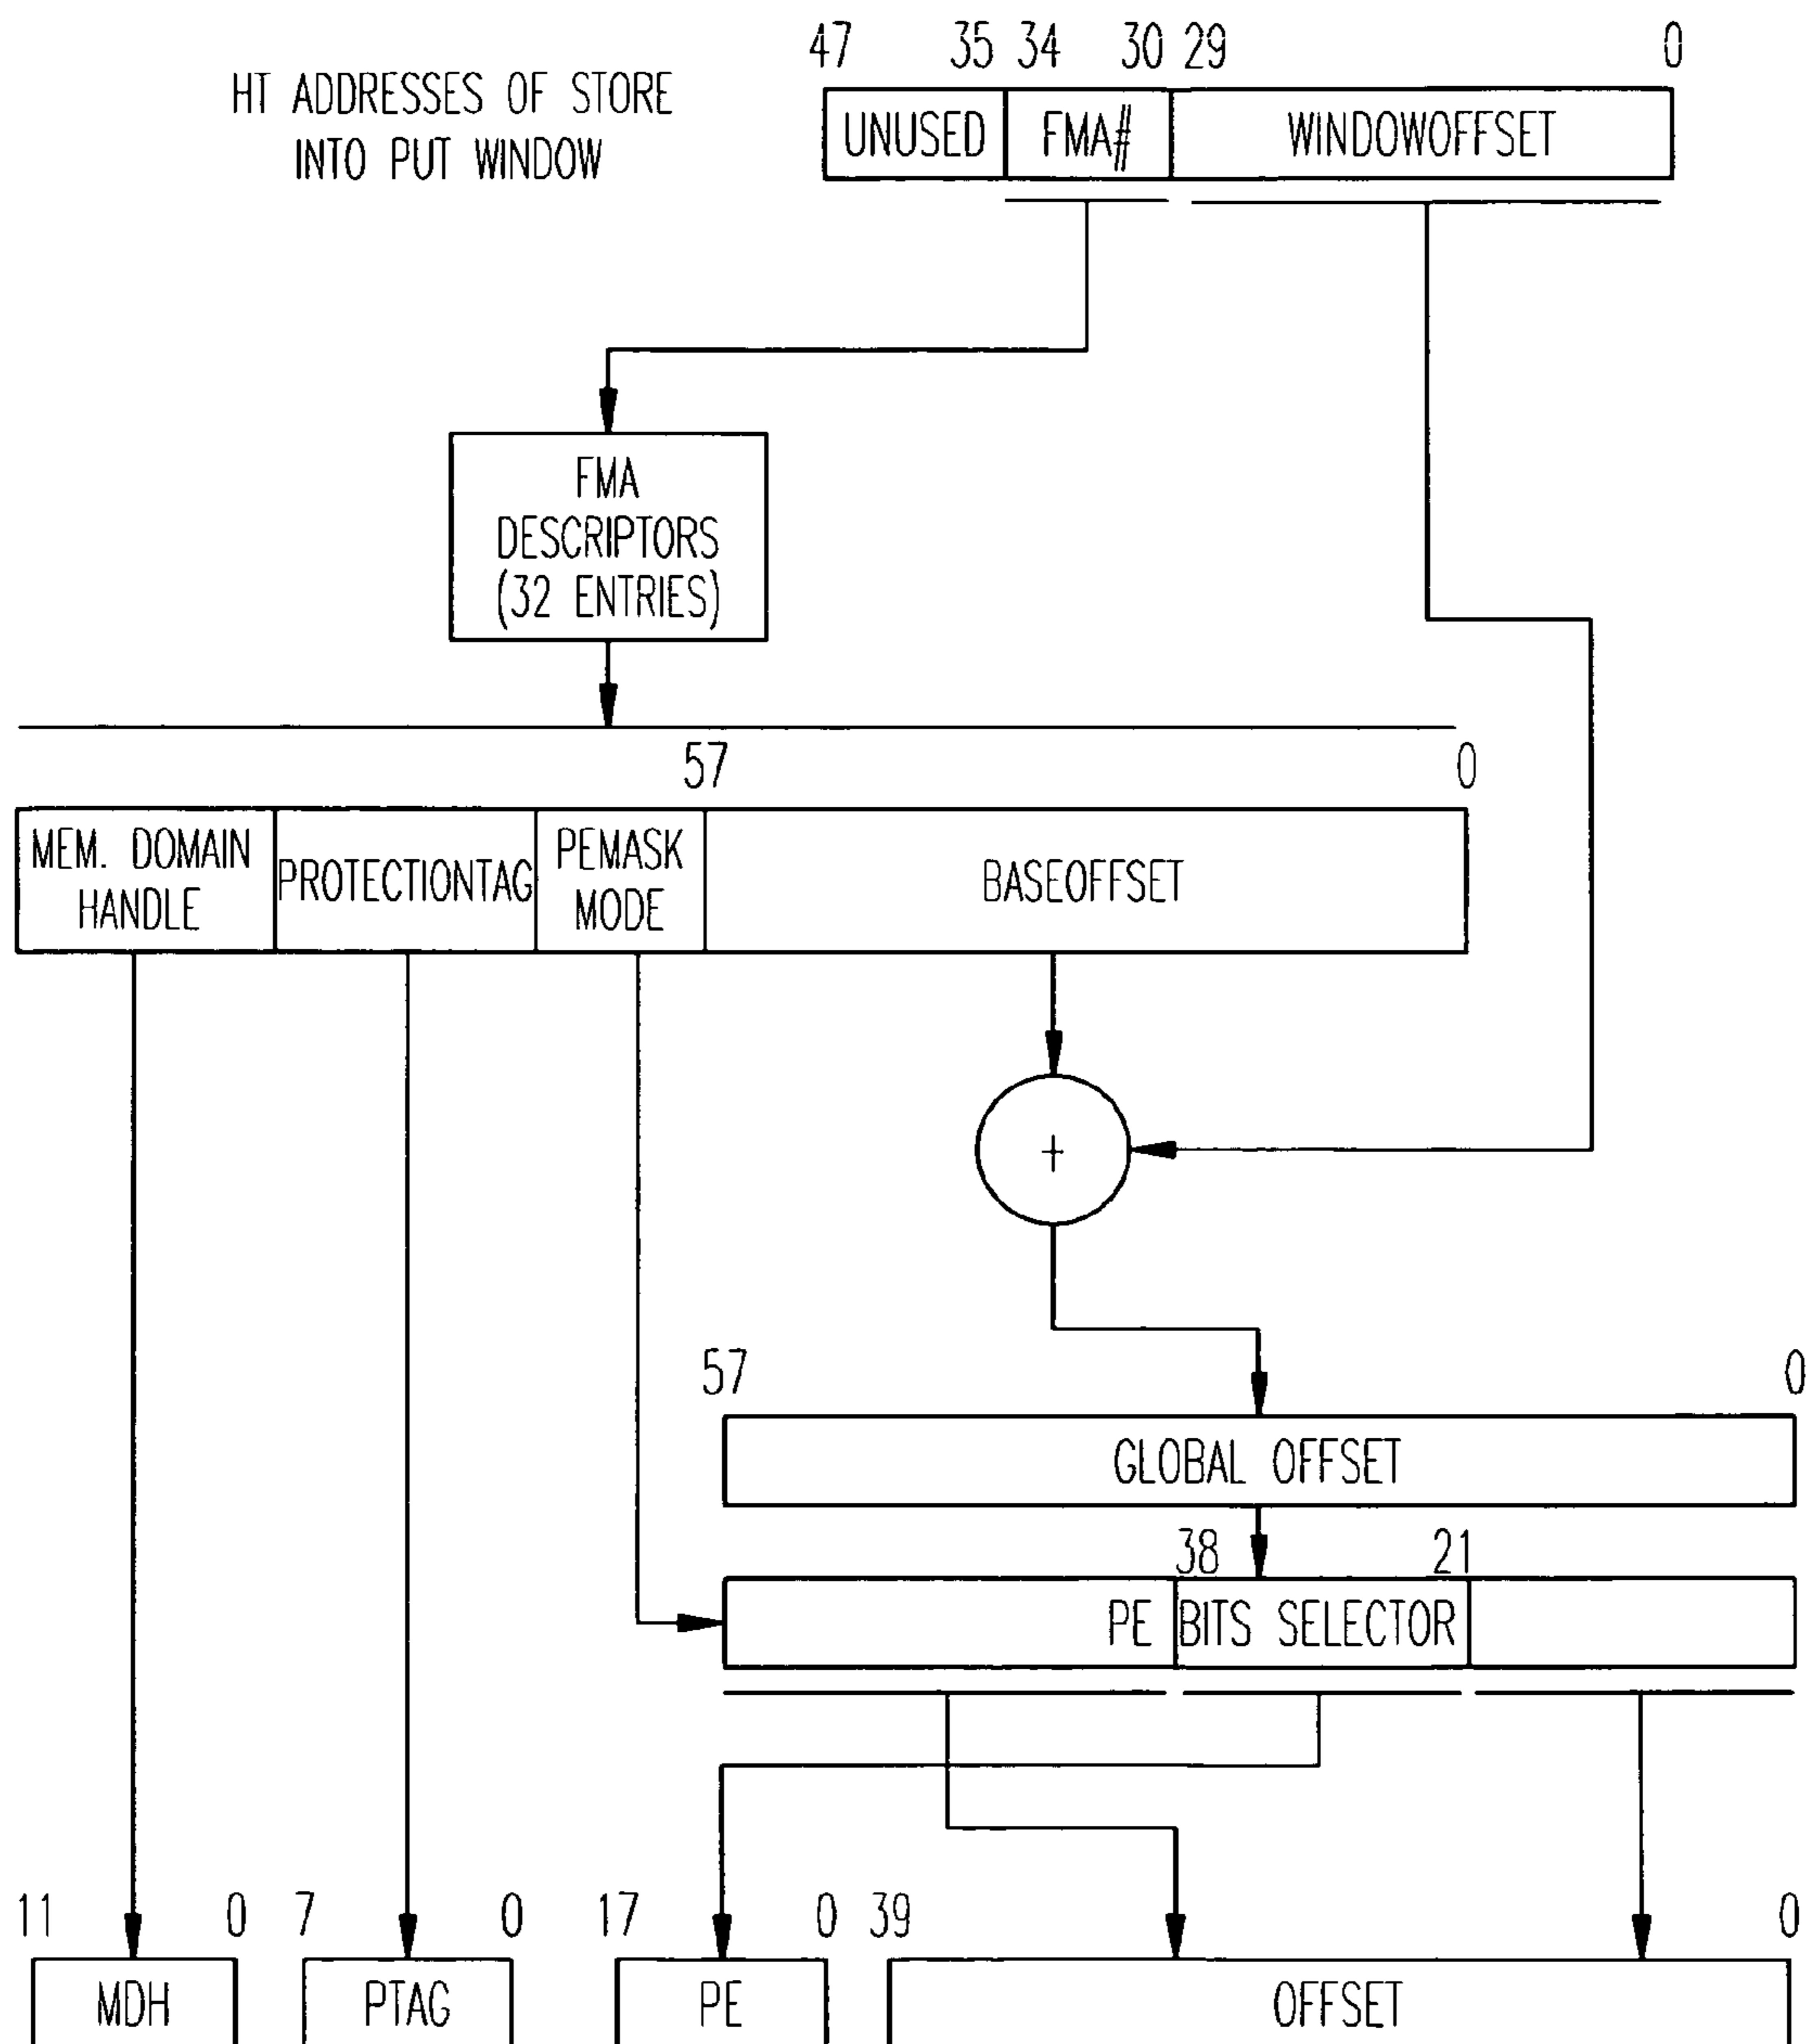 47 35 34 30 29 0
HT ADDRESSES OF STORE
INTO PUT WINDOW
UNUSED FMA# WINDOWOFFSET
FMA
DESCRIPTORS
(32 ENTRIES)
57 0
MEM. DOMAIN
HANDLE
PROTECTIONTAG
PEMASK
MODE
BASEOFFSET
+
57 0
GLOBAL OFFSET
38 21
PE BITS SELECTOR
11 0 7 0 17 0 39 0
MDH PTAG PE OFFSET